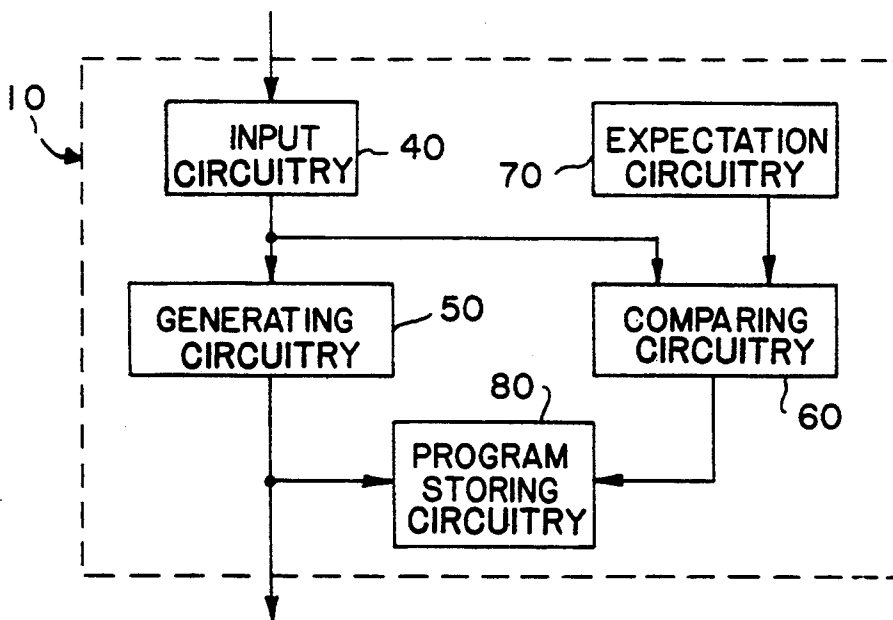 10
INPUT
CIRCUITRY
40
70
EXPECTATION
CIRCUITRY
GENERATING
CIRCUITRY
50
COMPARING
CIRCUITRY
60
80
PROGRAM
STORING
CIRCUITRY